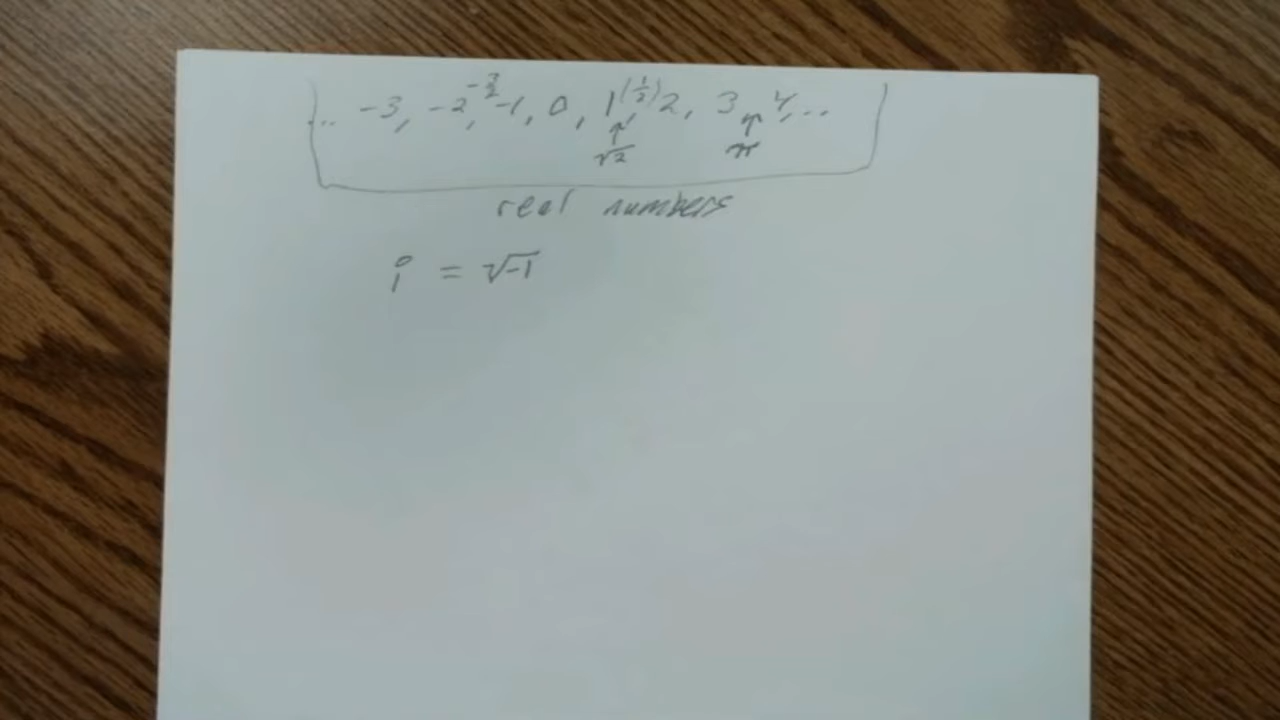 ... -3, -2, -3/2 -1, 0, 1, (1/2) 2, 3, 4, ...
↑ ↑
√2 π
real numbers
i = √-1